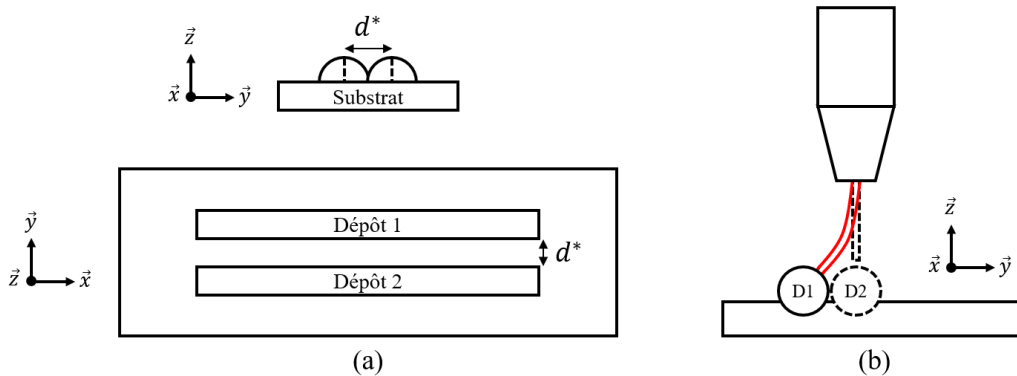 d*
z⃗
x⃗
y⃗
Substrat
y⃗
z⃗
x⃗
Dépôt 1
d*
Dépôt 2
(a)
z⃗
x⃗
y⃗
D1
D2
(b)